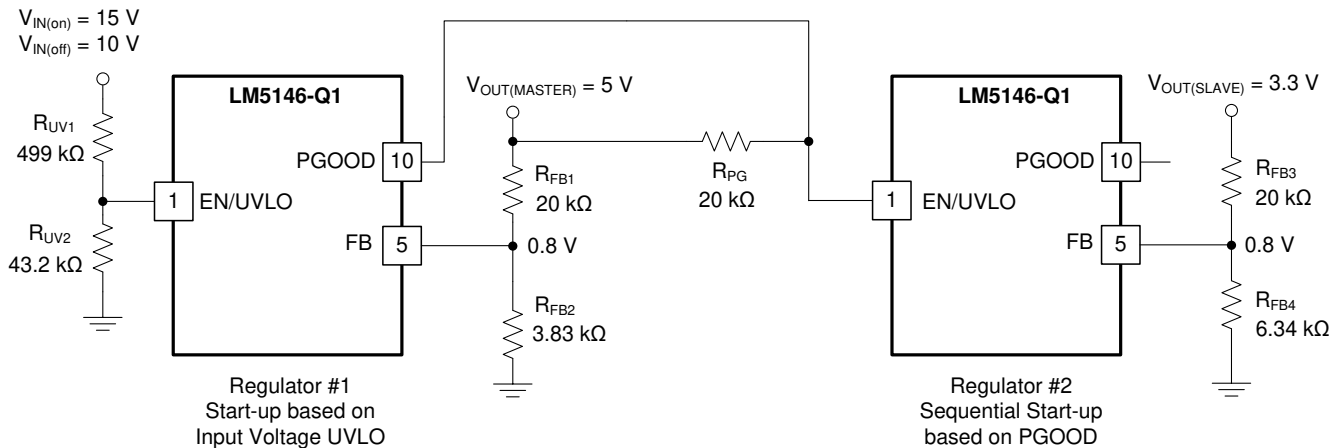 V_IN(on) = 15 V
V_IN(off) = 10 V
R_UV1
499 kΩ
R_UV2
43.2 kΩ
LM5146-Q1
PGOOD
10
1
EN/UVLO
FB
5
Regulator #1
Start-up based on
Input Voltage UVLO
V_OUT(MASTER) = 5 V
R_FB1
20 kΩ
0.8 V
R_FB2
3.83 kΩ
R_PG
20 kΩ
LM5146-Q1
PGOOD
10
1
EN/UVLO
FB
5
Regulator #2
Sequential Start-up
based on PGOOD
V_OUT(SLAVE) = 3.3 V
R_FB3
20 kΩ
0.8 V
R_FB4
6.34 kΩ